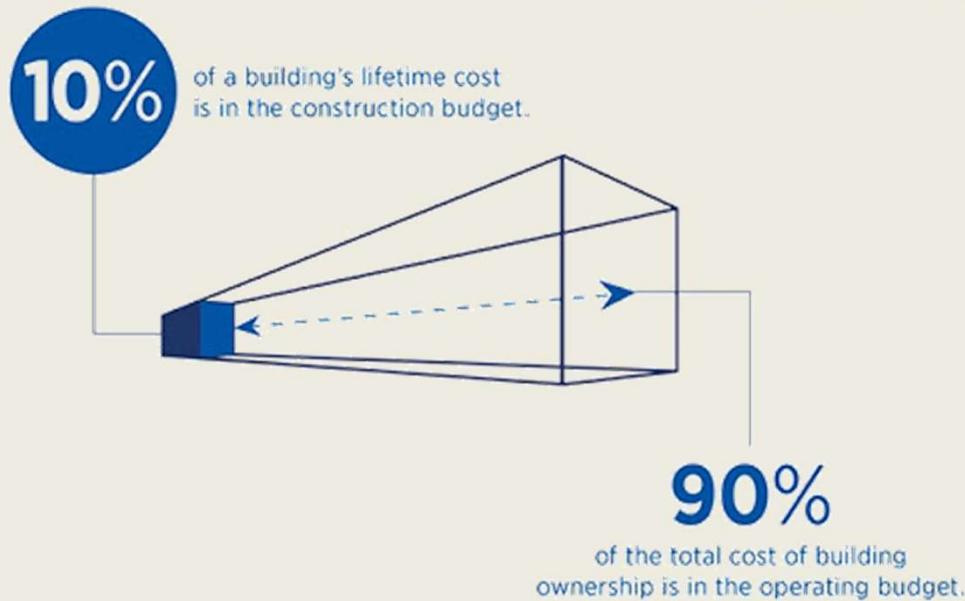 10%
of a building's lifetime cost
is in the construction budget.
90%
of the total cost of building
ownership is in the operating budget.